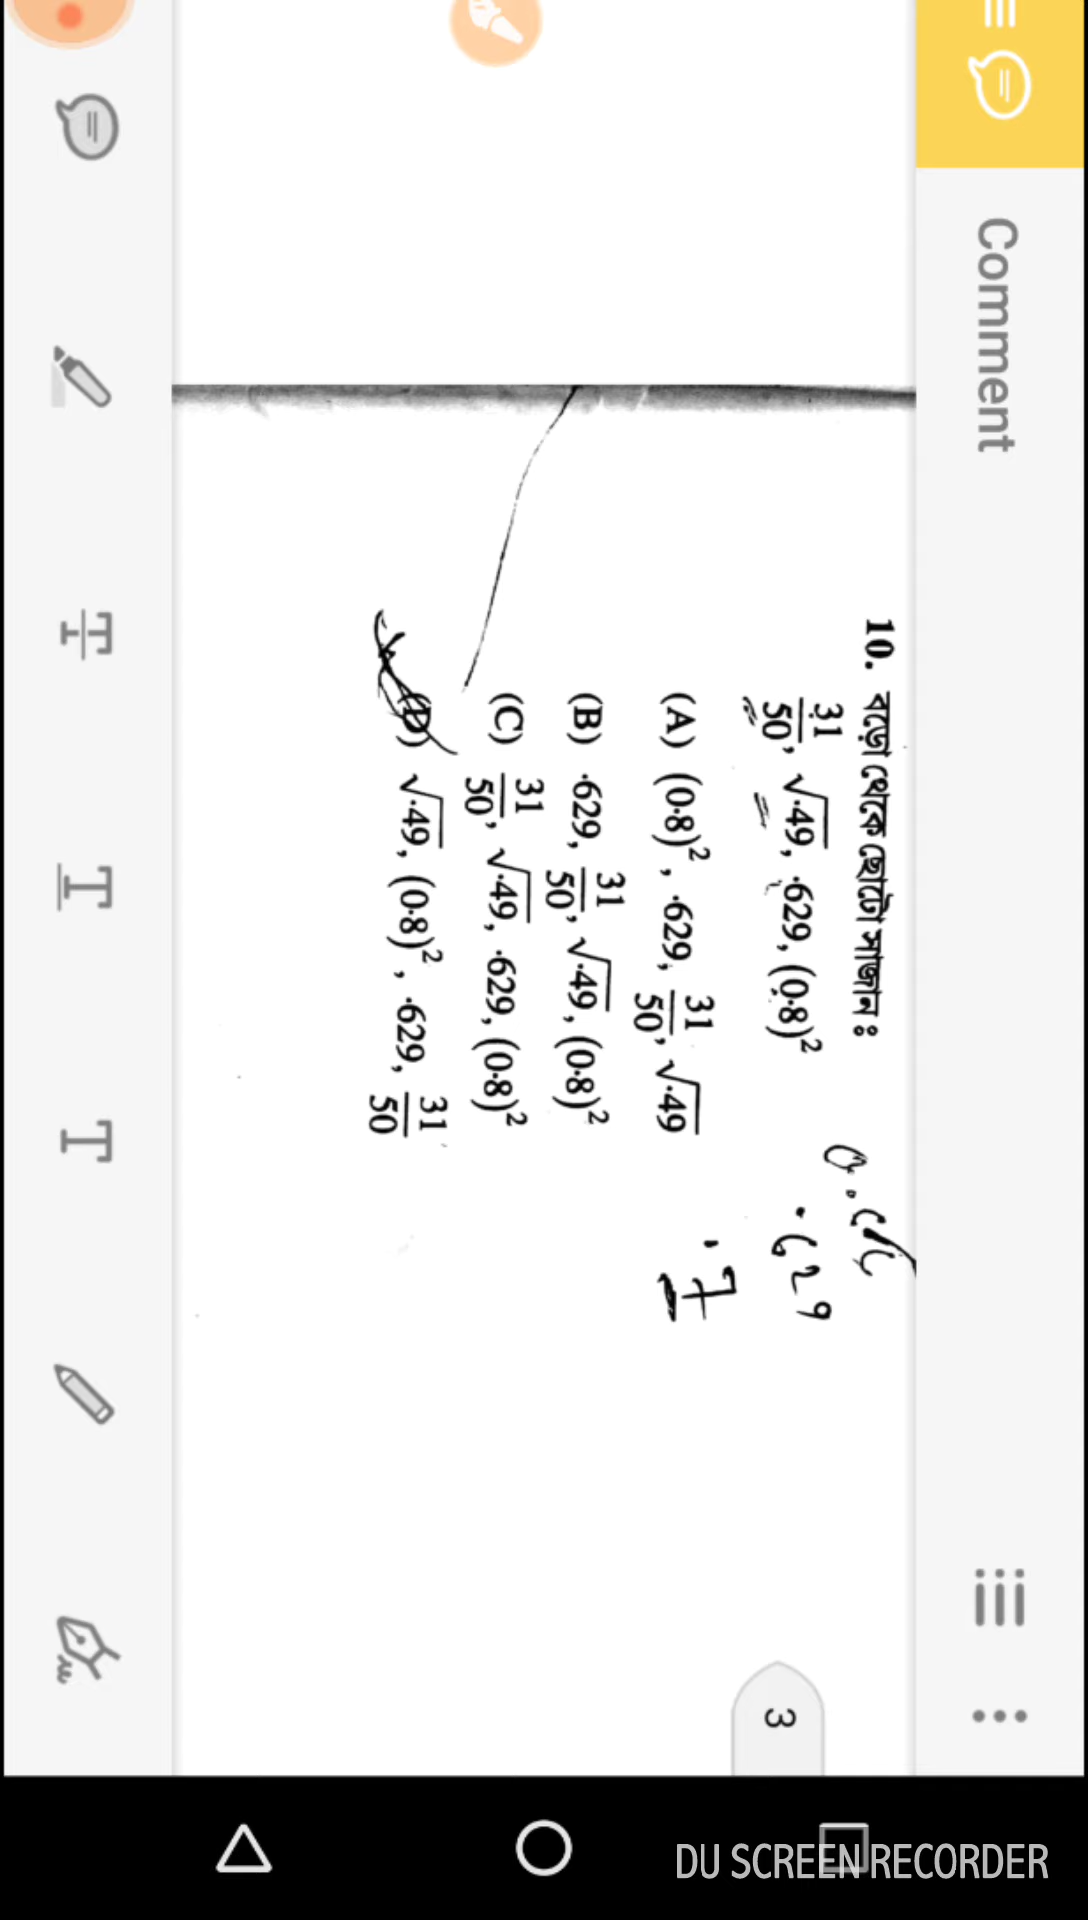 Comment
3
10. বড়ো থেকে ছোটো সাজান ঃ
31/50, √·49, ·629, (0·8)²
(A) (0·8)², ·629, 31/50, √·49
(B) ·629, 31/50, √·49, (0·8)²
(C) 31/50, √·49, ·629, (0·8)²
(D) √·49, (0·8)², ·629, 31/50
·629
·7
DU SCREEN RECORDER